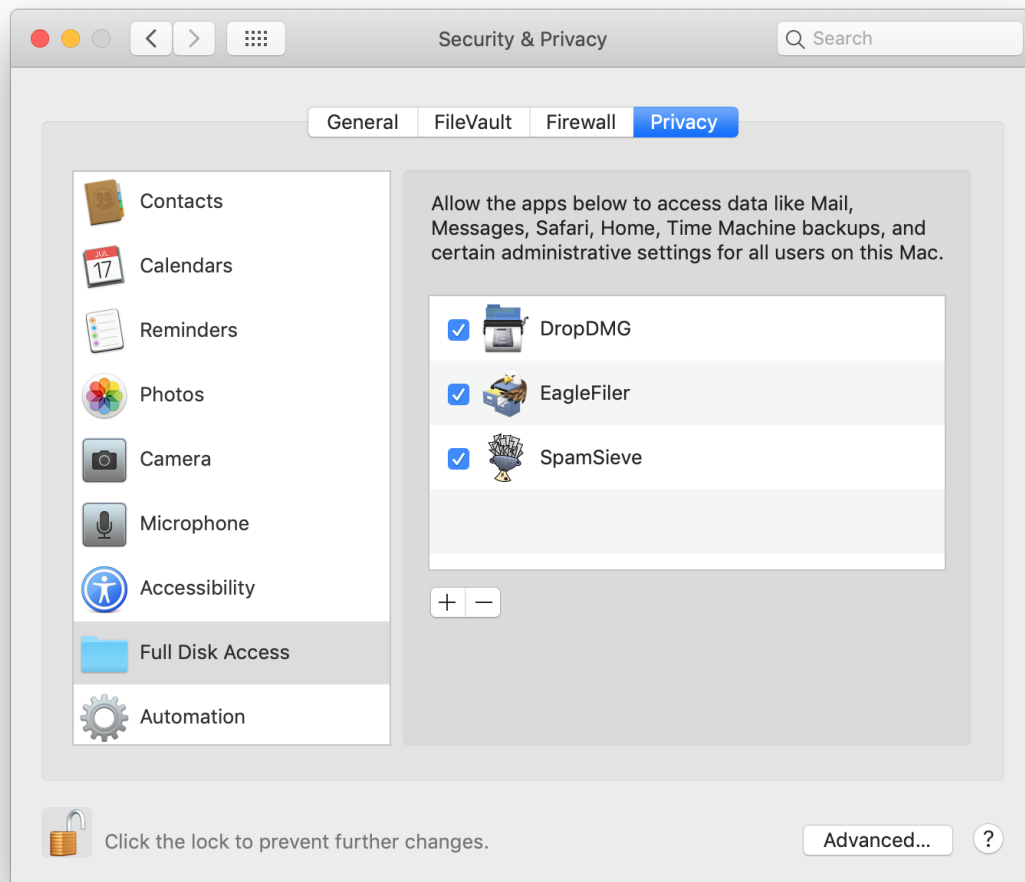 Security & Privacy
Search
General
FileVault
Firewall
Privacy
Contacts
JUL
17
Calendars
Reminders
Photos
Camera
Microphone
Accessibility
Full Disk Access
Automation
Allow the apps below to access data like Mail,
Messages, Safari, Home, Time Machine backups, and
certain administrative settings for all users on this Mac.
DropDMG
EagleFiler
SpamSieve
+
−
Click the lock to prevent further changes.
Advanced...
?